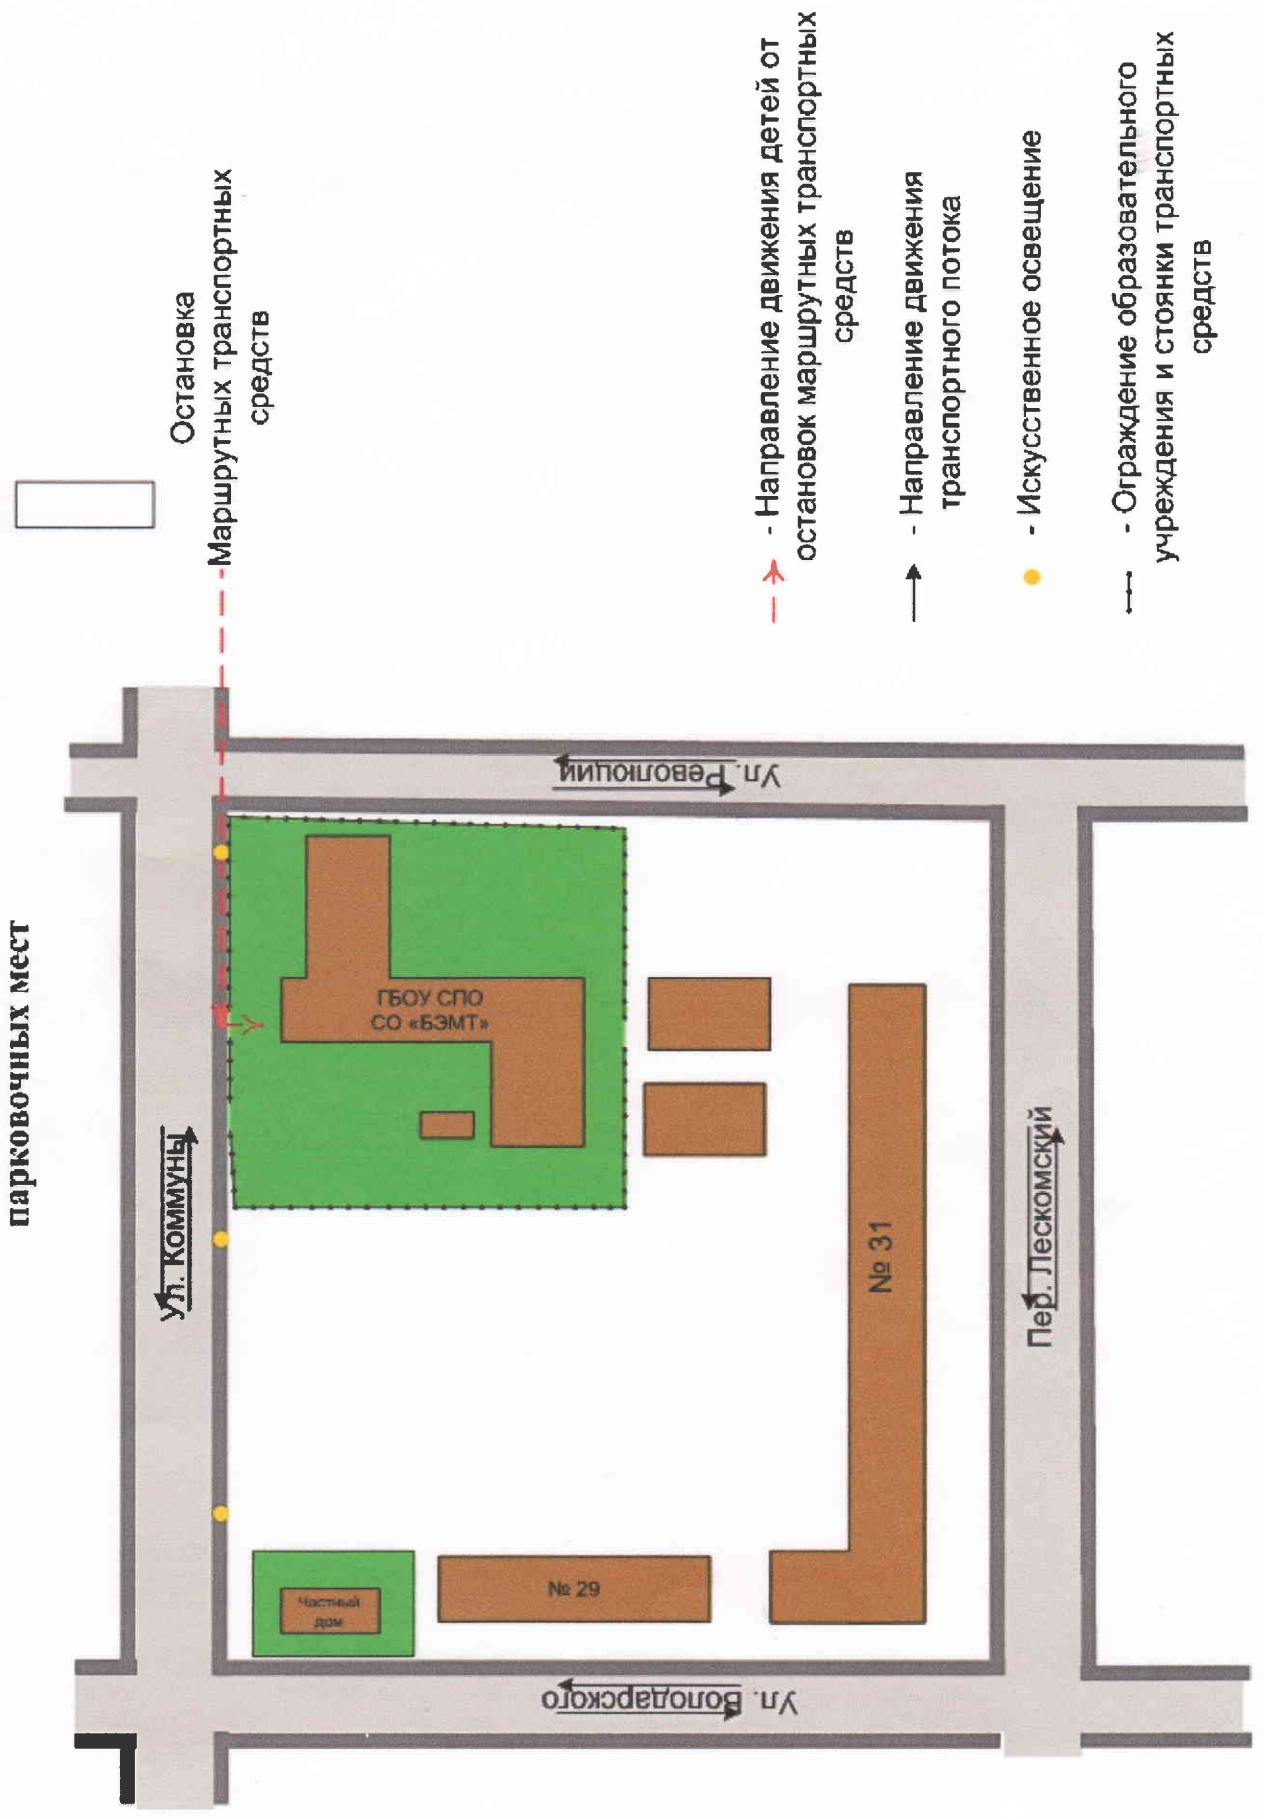 парковочных мест
Остановка
Маршрутных транспортных
средств
Ул. Коммуны
Ул. Революции
ГБОУ СПО
СО «БЭМТ»
Частный
дом
№ 29
№ 31
Ул. Володарского
Пер. Лескомский
- Направление движения детей от
остановок маршрутных транспортных
средств
- Направление движения
транспортного потока
- Искусственное освещение
- Ограждение образовательного
учреждения и стоянки транспортных
средств